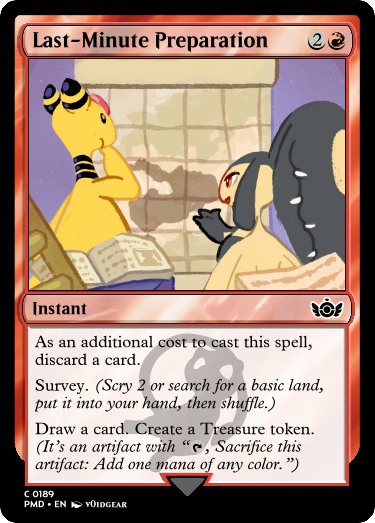 Last-Minute Preparation 2
Instant
As an additional cost to cast this spell,
discard a card.
Survey. (Scry 2 or search for a basic land,
put it into your hand, then shuffle.)
Draw a card. Create a Treasure token.
(It's an artifact with “, Sacrifice this
artifact: Add one mana of any color.”)
C 0189
PMD • EN V0IDGEAR